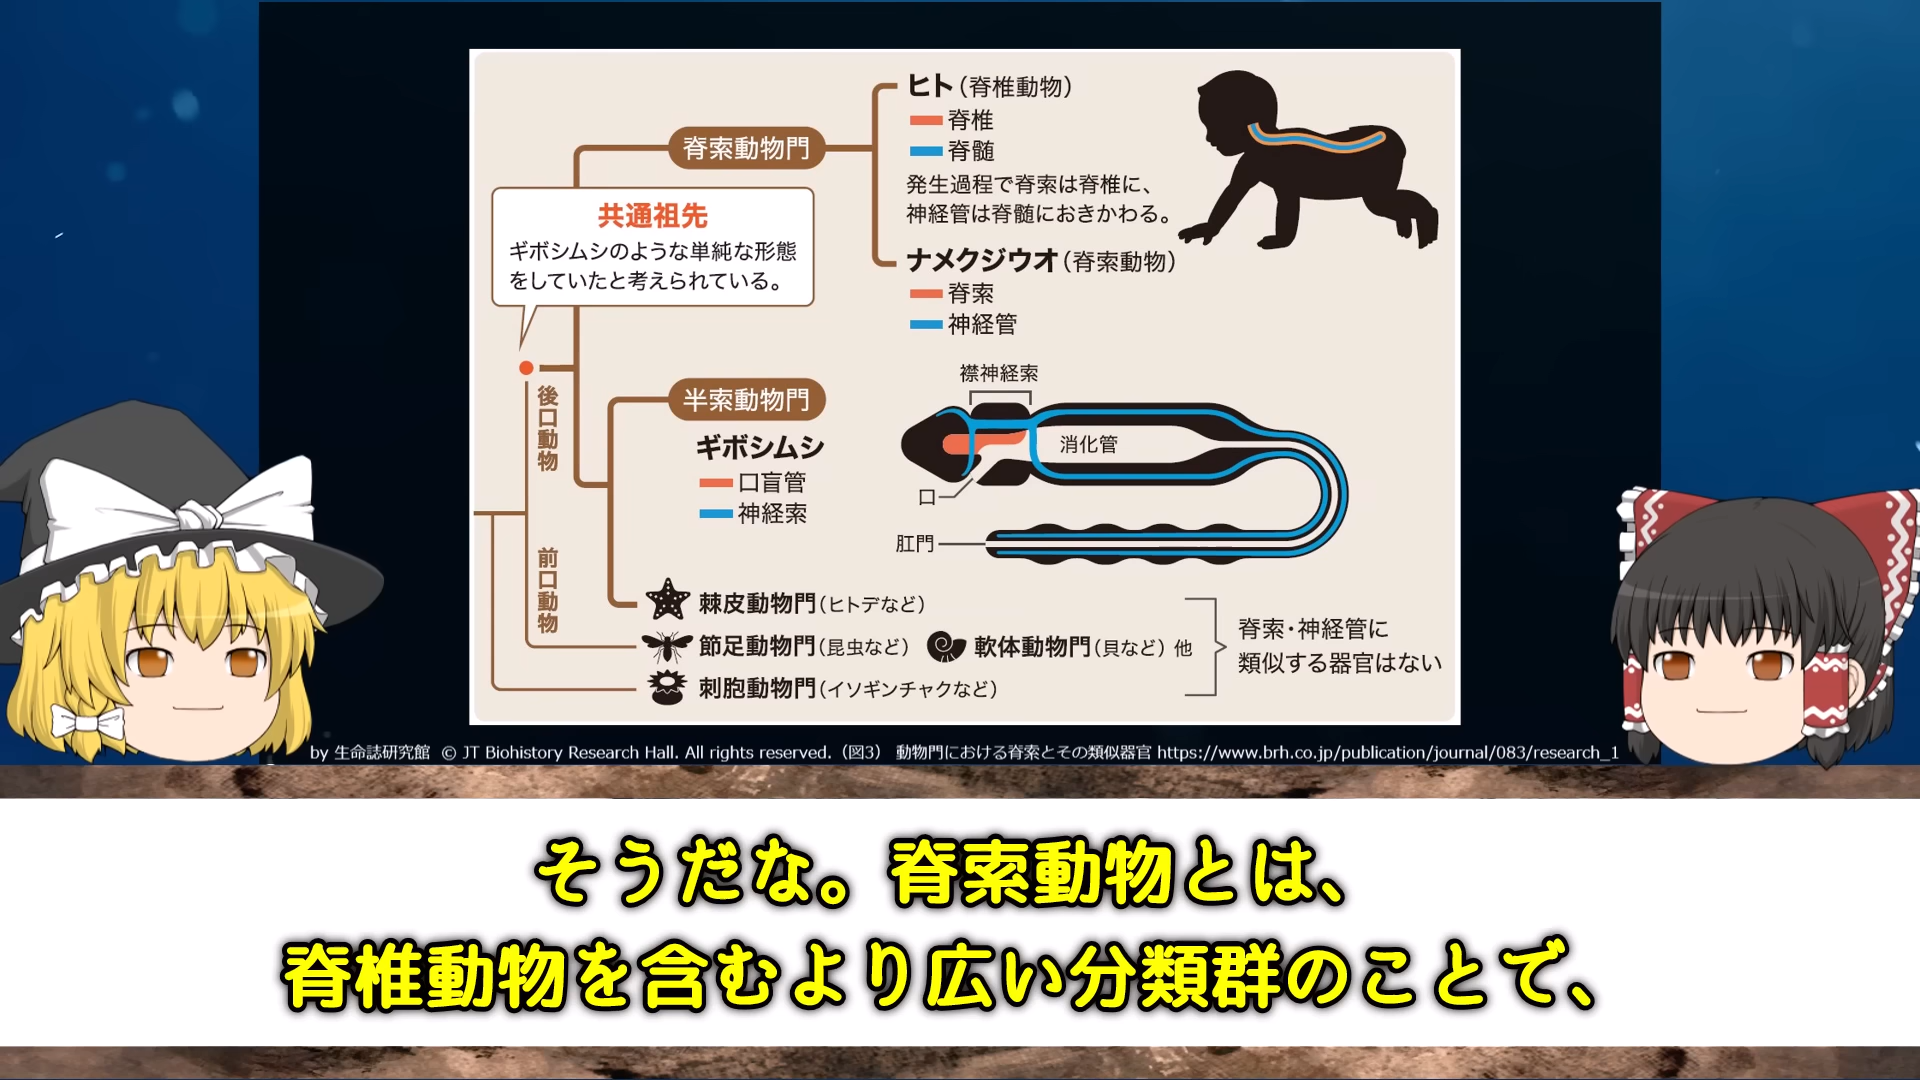 ヒト(脊椎動物)
脊椎
脊髄
発生過程で脊索は脊椎に、
神経管は脊髄におきかわる。
脊索動物門
共通祖先
ギボシムシのような単純な形態
をしていたと考えられている。
ナメクジウオ(脊索動物)
脊索
神経管
後口動物
半索動物門
ギボシムシ
口盲管
神経索
襟神経索
消化管
口
肛門
前口動物
棘皮動物門(ヒトデなど)
節足動物門(昆虫など) 軟体動物門(貝など) 他
刺胞動物門(イソギンチャクなど)
脊索・神経管に
類似する器官はない
by 生命誌研究館 © JT Biohistory Research Hall. All rights reserved.(図3) 動物門における脊索とその類似器官 https://www.brh.co.jp/publication/journal/083/research_1
そうだな。脊索動物とは、
脊椎動物を含むより広い分類群のことで、